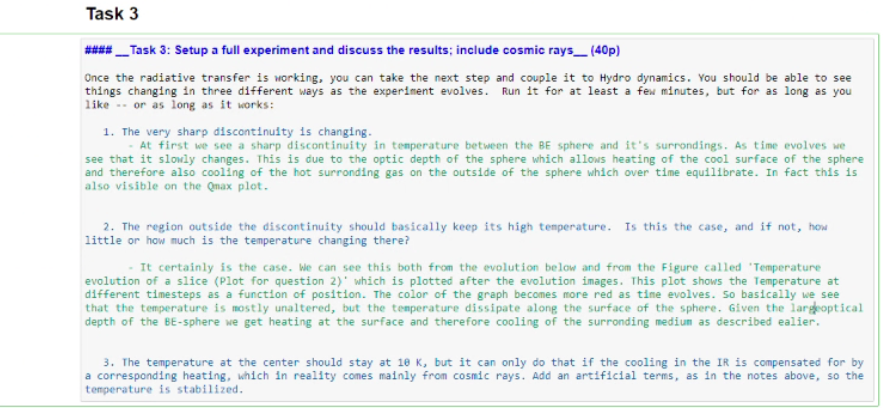 Task 3
#### __Task 3: Setup a full experiment and discuss the results; include cosmic rays__ (40p)
Once the radiative transfer is working, you can take the next step and couple it to Hydro dynamics. You should be able to see
things changing in three different ways as the experiment evolves. Run it for at least a few minutes, but for as long as you
like -- or as long as it works:
1. The very sharp discontinuity is changing.
- At first we see a sharp discontinuity in temperature between the BE sphere and it's surrondings. As time evolves we
see that it slowly changes. This is due to the optic depth of the sphere which allows heating of the cool surface of the sphere
and therefore also cooling of the hot surronding gas on the outside of the sphere which over time equilibrate. In fact this is
also visible on the Qmax plot.
2. The region outside the discontinuity should basically keep its high temperature. Is this the case, and if not, how
little or how much is the temperature changing there?
- It certainly is the case. We can see this both from the evolution below and from the Figure called 'Temperature
evolution of a slice (Plot for question 2)' which is plotted after the evolution images. This plot shows the Temperature at
different timesteps as a function of position. The color of the graph becomes more red as time evolves. So basically we see
that the temperature is mostly unaltered, but the temperature dissipate along the surface of the sphere. Given the large optical
depth of the BE-sphere we get heating at the surface and therefore cooling of the surronding medium as described ealier.
3. The temperature at the center should stay at 10 K, but it can only do that if the cooling in the IR is compensated for by
a corresponding heating, which in reality comes mainly from cosmic rays. Add an artificial terms, as in the notes above, so the
temperature is stabilized.